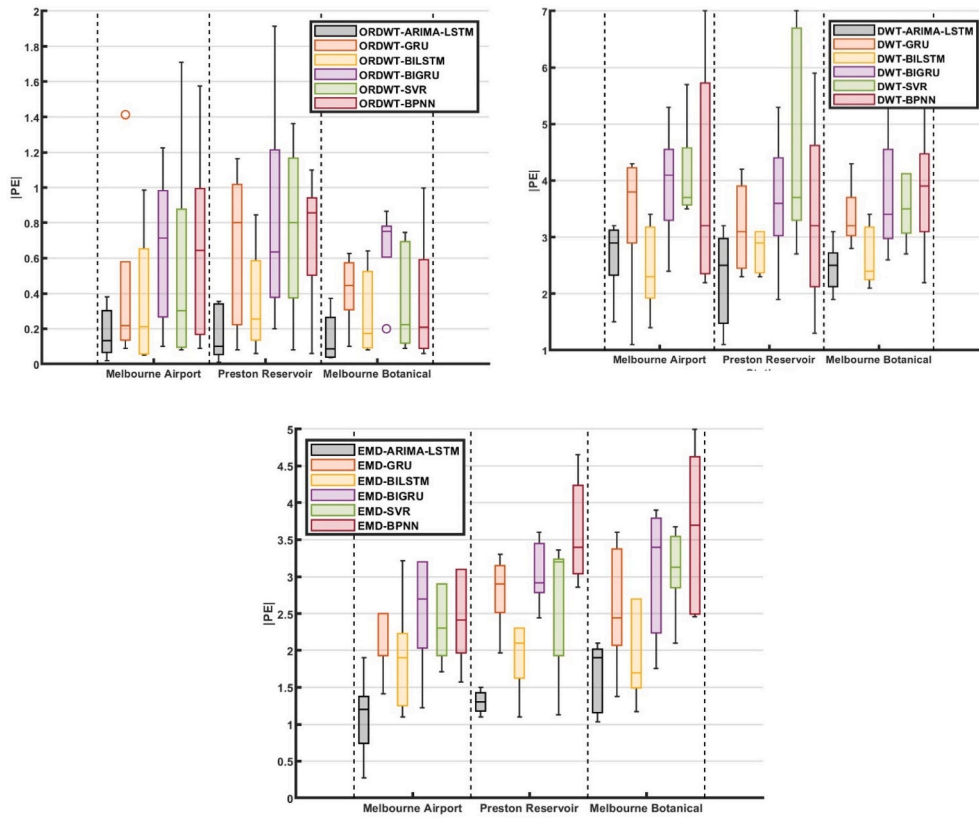 2
1.8
1.6
1.4
1.2
1
0.8
0.6
0.4
0.2
0
|PE|
ORDWT-ARIMA-LSTM
ORDWT-GRU
ORDWT-BILSTM
ORDWT-BIGRU
ORDWT-SVR
ORDWT-BPNN
Melbourne Airport Preston Reservoir Melbourne Botanical
7
6
5
4
3
2
1
|PE|
DWT-ARIMA-LSTM
DWT-GRU
DWT-BILSTM
DWT-BIGRU
DWT-SVR
DWT-BPNN
Melbourne Airport Preston Reservoir Melbourne Botanical
5
4.5
4
3.5
3
2.5
2
1.5
1
0.5
0
|PE|
EMD-ARIMA-LSTM
EMD-GRU
EMD-BILSTM
EMD-BIGRU
EMD-SVR
EMD-BPNN
Melbourne Airport Preston Reservoir Melbourne Botanical